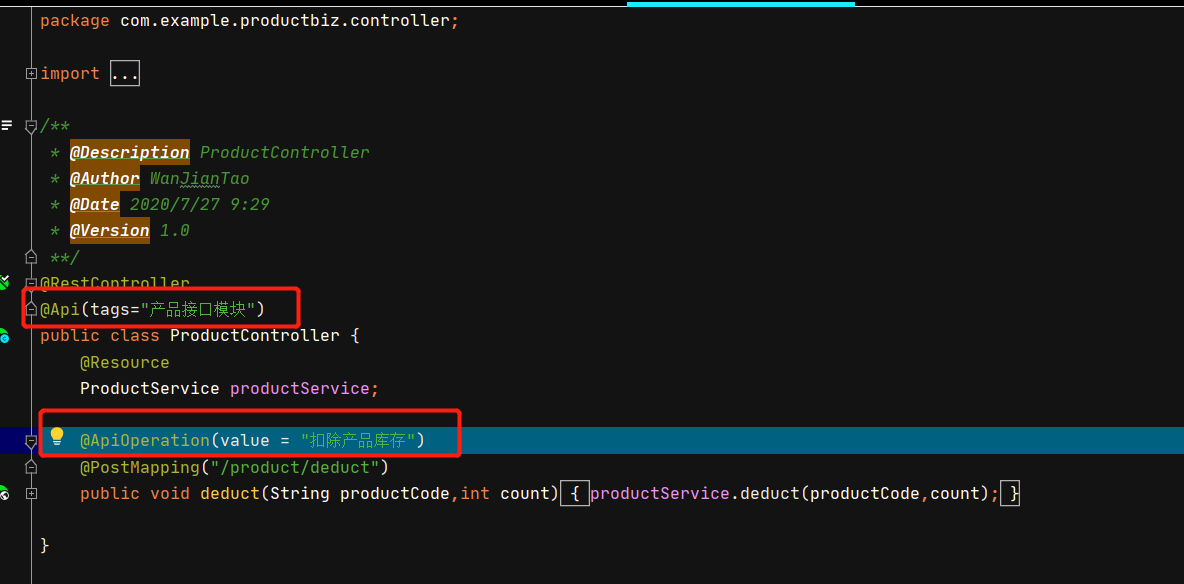 package com.example.productbiz.controller;
import ...
/**
* @Description ProductController
* @Author WanJianTao
* @Date 2020/7/27 9:29
* @Version 1.0
**/
@RestController
@Api(tags="产品接口模块")
public class ProductController {
@Resource
ProductService productService;
@ApiOperation(value = "扣除产品库存")
@PostMapping("/product/deduct")
public void deduct(String productCode,int count) { productService.deduct(productCode,count); }
}